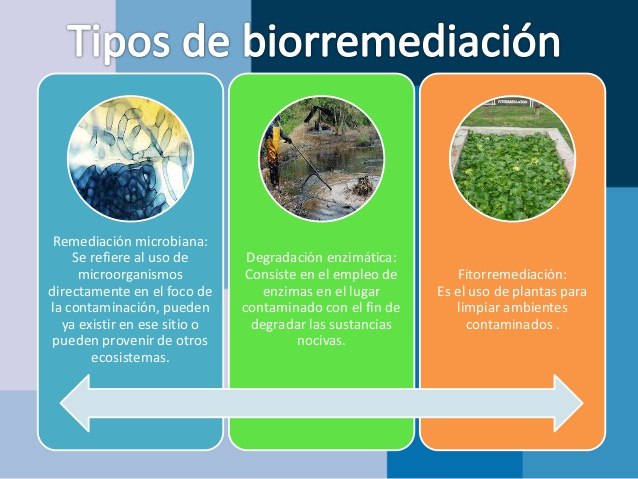 Tipos de biorremediación
Remediación microbiana:
Se refiere al uso de
microorganismos
directamente en el foco de
la contaminación, pueden
ya existir en ese sitio o
pueden provenir de otros
ecosistemas.
Degradación enzimática:
Consiste en el empleo de
enzimas en el lugar
contaminado con el fin de
degradar las sustancias
nocivas.
FITORREMEDIACION
Fitorremediación:
Es el uso de plantas para
limpiar ambientes
contaminados .